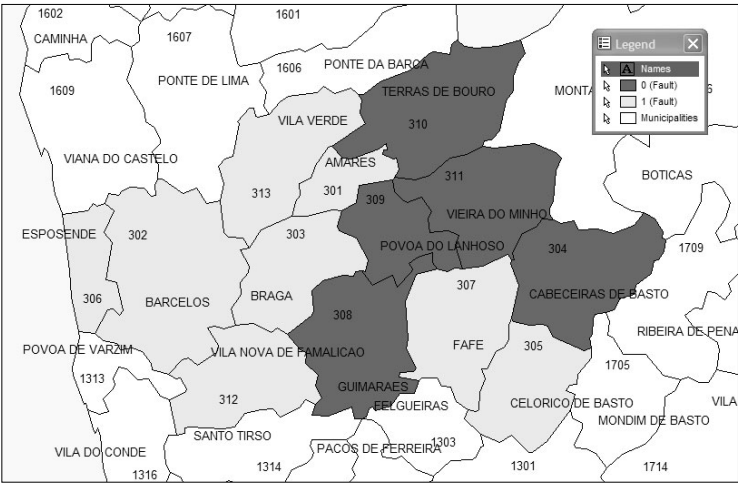 1602
1601
CAMINHA
1607
PONTE DA BARCA
1606
PONTE DE LIMA
1609
TERRAS DE BOURO
MONTA
6
Legend
A Names
0 (Fault)
1 (Fault)
Municipalities
VILA VERDE
310
VIANA DO CASTELO
AMARES
311
BOTICAS
313
301
309
VIEIRA DO MINHO
ESPOSENDE
302
303
POVOA DO LANHOSO
304
1709
306
BARCELOS
BRAGA
307
CABECEIRAS DE BASTO
308
RIBEIRA DE PENA
POVOA DE VARZIM
VILA NOVA DE FAMALICAO
FAFE
305
1705
1313
312
GUIMARAES
FELGUEIRAS
CELORICO DE BASTO
VILA
MONDIM DE BASTO
SANTO TIRSO
VILA DO CONDE
PACOS DE FERREIRA
1303
1316
1314
1301
1714